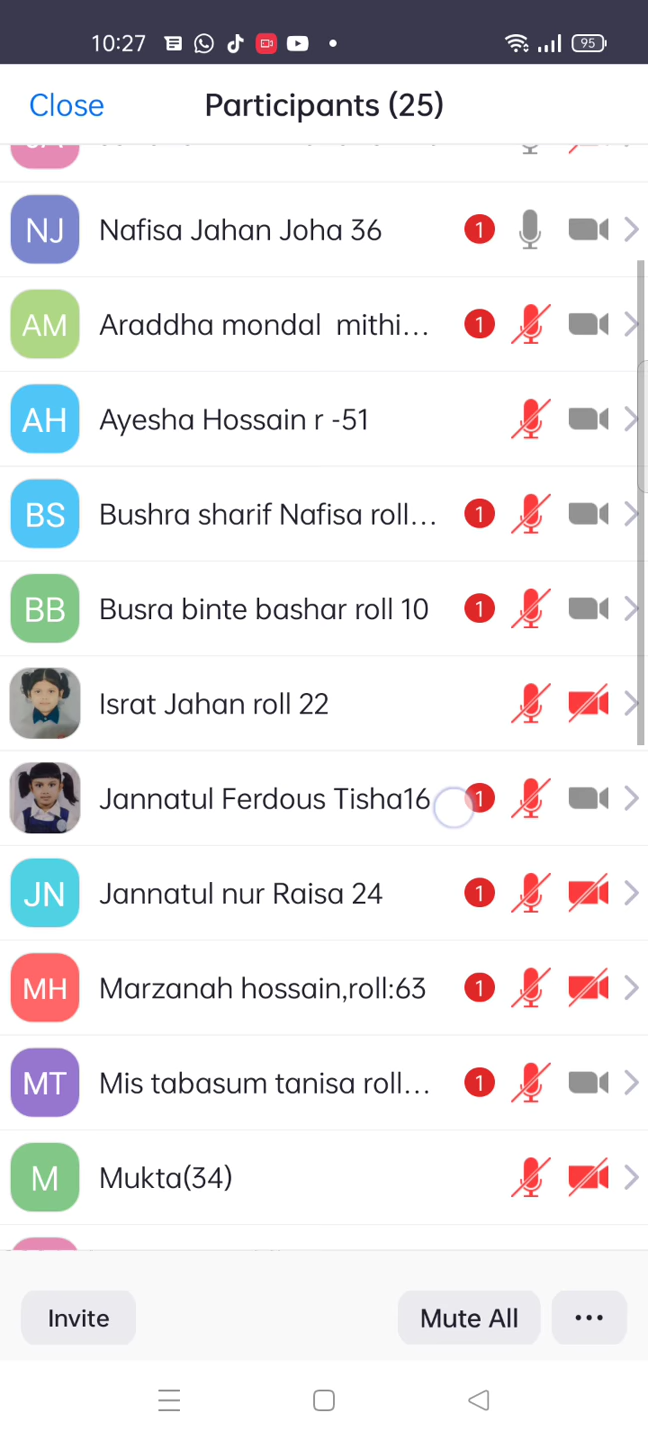 10:27
95
Close
Participants (25)
NJ Nafisa Jahan Joha 36 1
AM Araddha mondal mithi... 1
AH Ayesha Hossain r -51
BS Bushra sharif Nafisa roll... 1
BB Busra binte bashar roll 10 1
Israt Jahan roll 22
Jannatul Ferdous Tisha16 1
JN Jannatul nur Raisa 24 1
MH Marzanah hossain,roll:63 1
MT Mis tabasum tanisa roll... 1
M Mukta(34)
Invite
Mute All
...